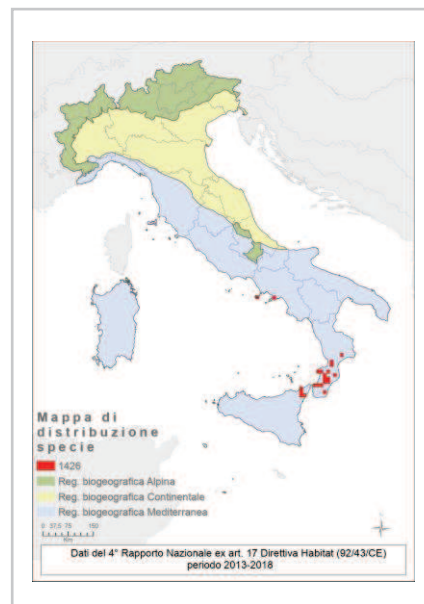 Mappa di
distribuzione
specie
1426
Reg. biogeografica Alpina
Reg. biogeografica Continentale
Reg. biogeografica Mediterranea
0 37,5 75 150
Km
Dati del 4° Rapporto Nazionale ex art. 17 Direttiva Habitat (92/43/CE)
periodo 2013-2018